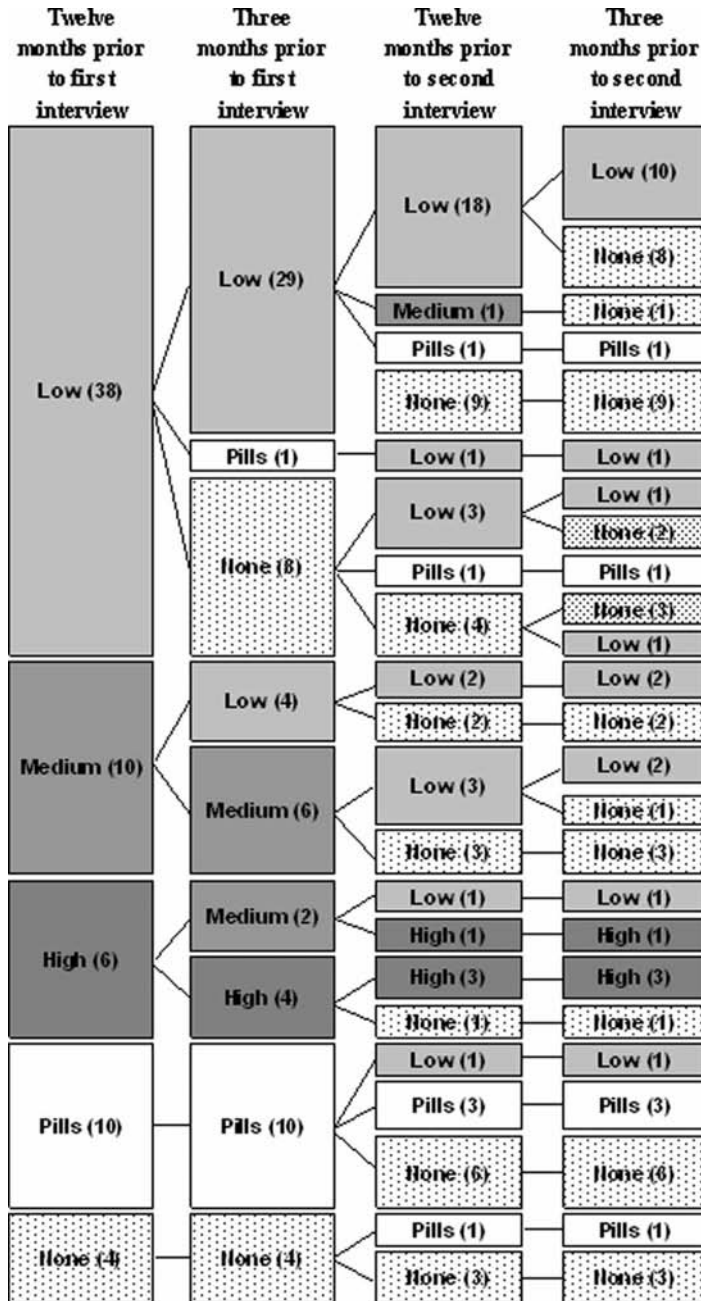 Twelve
months prior
to first
interview
Three
months prior
to first
interview
Twelve
months prior
to second
interview
Three
months prior
to second
interview
Low (38)
Low (29)
Low (18)
Low (10)
None (8)
Medium (1)
None (1)
Pills (1)
Pills (1)
None (9)
None (9)
Pills (1)
Low (1)
Low (1)
None (8)
Low (3)
Low (1)
None (2)
Pills (1)
Pills (1)
None (4)
None (3)
Low (1)
Medium (10)
Low (4)
Low (2)
Low (2)
None (2)
None (2)
Medium (6)
Low (3)
Low (2)
None (1)
None (3)
None (3)
High (6)
Medium (2)
Low (1)
Low (1)
High (1)
High (1)
High (4)
High (3)
High (3)
None (1)
None (1)
Pills (10)
Pills (10)
Low (1)
Low (1)
Pills (3)
Pills (3)
None (6)
None (6)
None (4)
None (4)
Pills (1)
Pills (1)
None (3)
None (3)